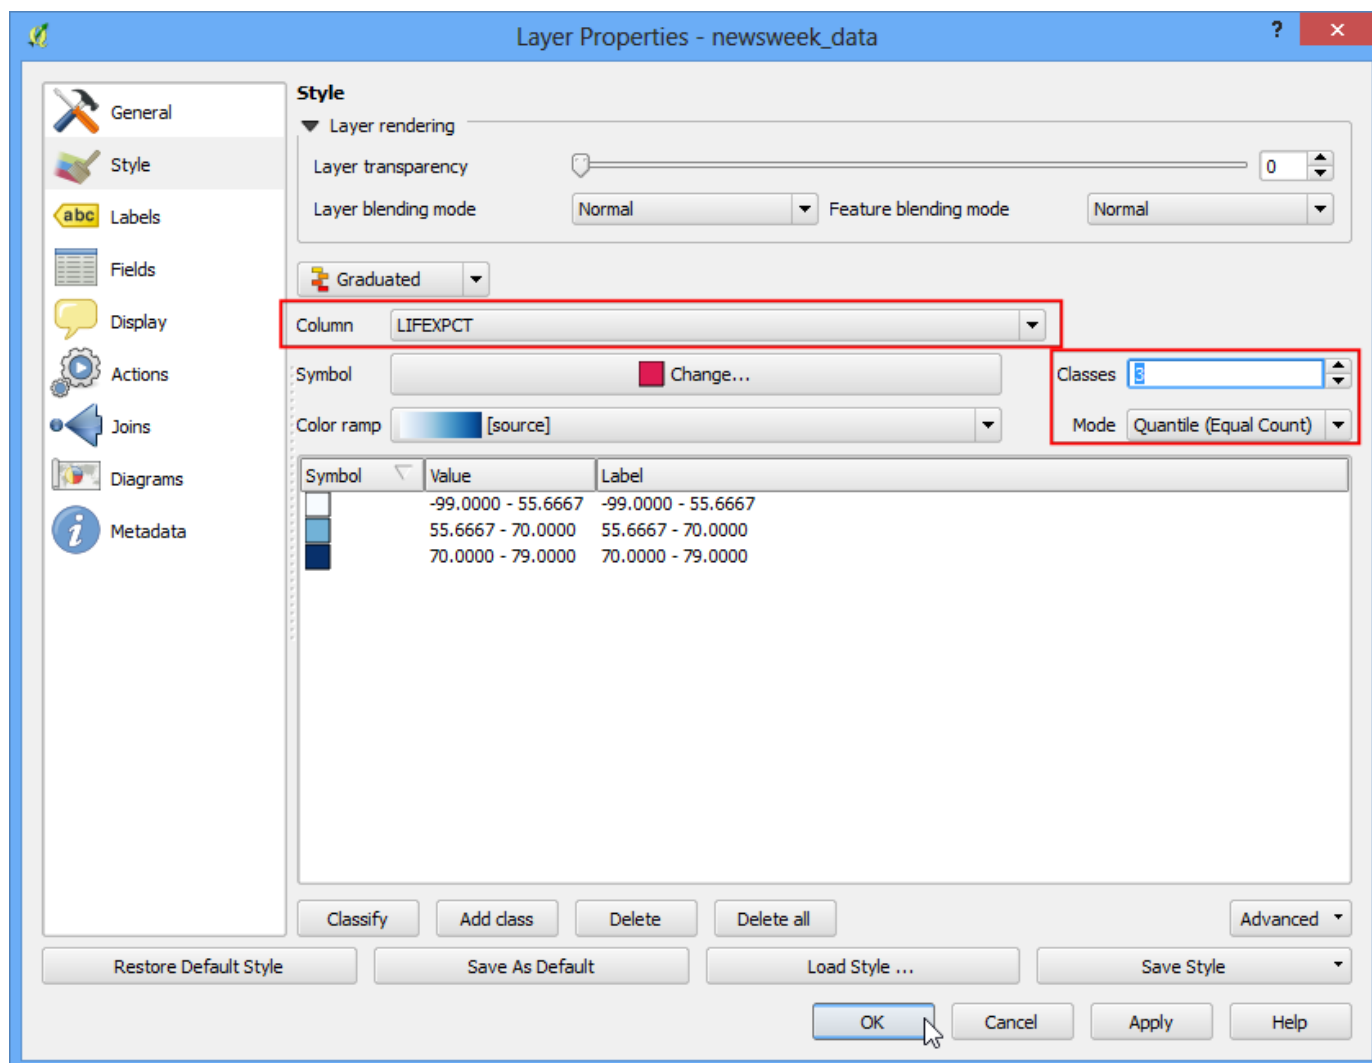 Layer Properties - newsweek_data
?
General
Style
abc Labels
Fields
Display
Actions
Joins
Diagrams
i Metadata
Style
Layer rendering
Layer transparency 0
Layer blending mode Normal Feature blending mode Normal
Graduated
Column LIFEXPCT
Symbol Change... Classes 3
Color ramp [source] Mode Quantile (Equal Count)
Symbol Value Label
-99.0000 - 55.6667 -99.0000 - 55.6667
55.6667 - 70.0000 55.6667 - 70.0000
70.0000 - 79.0000 70.0000 - 79.0000
Classify Add class Delete Delete all Advanced
Restore Default Style Save As Default Load Style ... Save Style
OK Cancel Apply Help